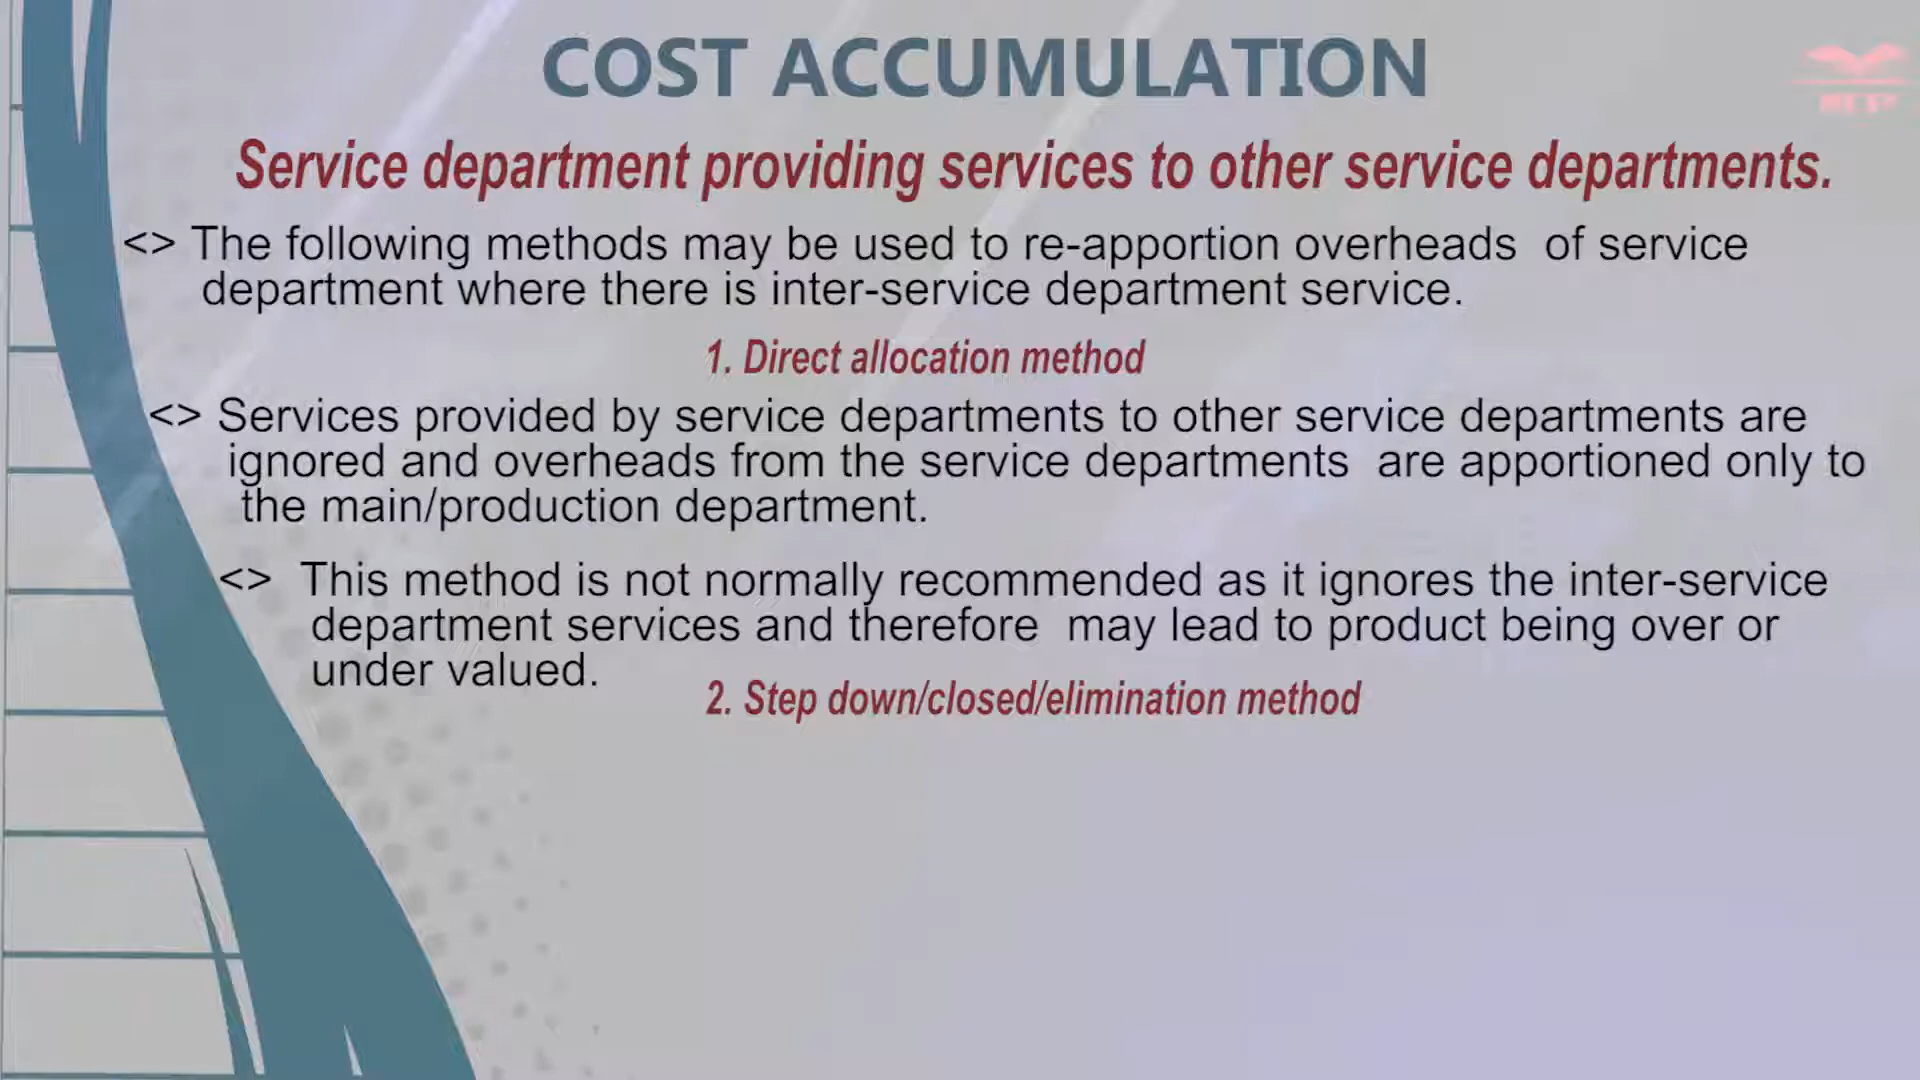 COST ACCUMULATION
Service department providing services to other service departments.
<> The following methods may be used to re-apportion overheads of service
department where there is inter-service department service.
1. Direct allocation method
<> Services provided by service departments to other service departments are
ignored and overheads from the service departments are apportioned only to
the main/production department.
<> This method is not normally recommended as it ignores the inter-service
department services and therefore may lead to product being over or
under valued.
2. Step down/closed/elimination method